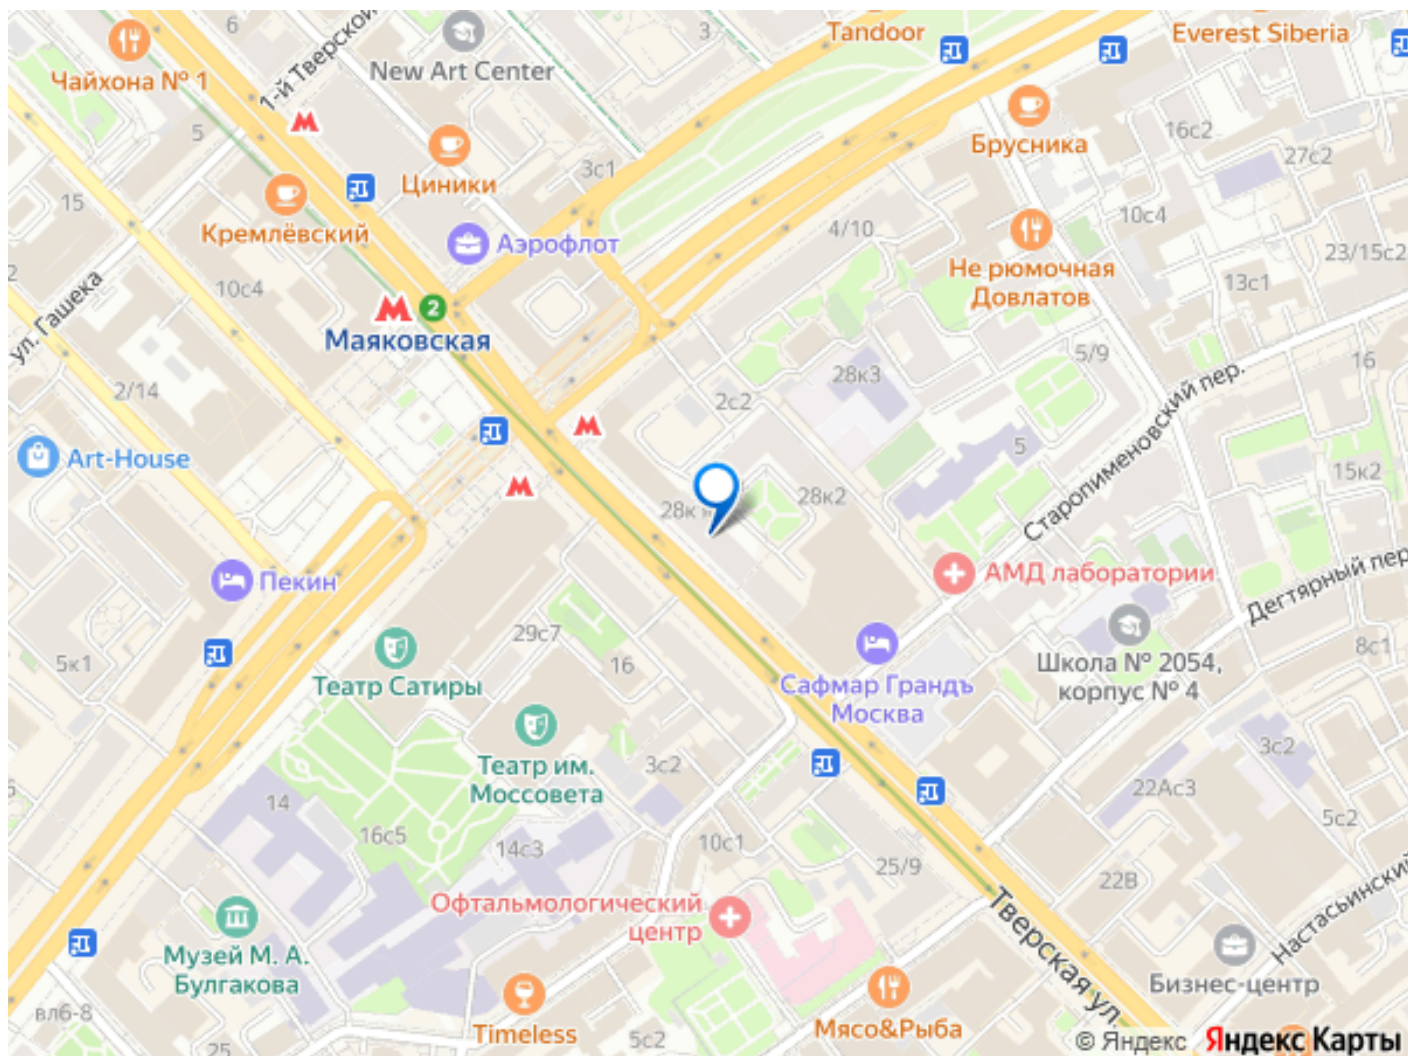 6
3
Tandoor
Everest Siberia
Чайхона № 1
1-й Тверской
New Art Center
5
3с1
Циники
Брусника
16с2
27с2
15
Кремлёвский
Аэрофлот
4/10
10с4
Не рюмочная
Довлатов
23/15с2
13с1
2
ул. Гашека
10с4
2
Маяковская
2/14
28к3
5/9
16
2с2
Старопименовский пер.
Art-House
5
15к2
28к
28к2
Пекин
АМД лаборатории
Дегтярный пер
29с7
16
5к1
Театр Сатиры
Сафмар Грандъ
Москва
Школа № 2054,
корпус № 4
8с1
Театр им.
Моссовета
3с2
3с2
22Ас3
14
16с5
14с3
10с1
25/9
5с2
22В
Офтальмологический
центр
Тверская ул.
Настасьинский
Музей М. А.
Булгакова
Бизнес-центр
вл6-8
Timeless
Мясо&Рыба
25
5с2
© Яндекс Яндекс Карты